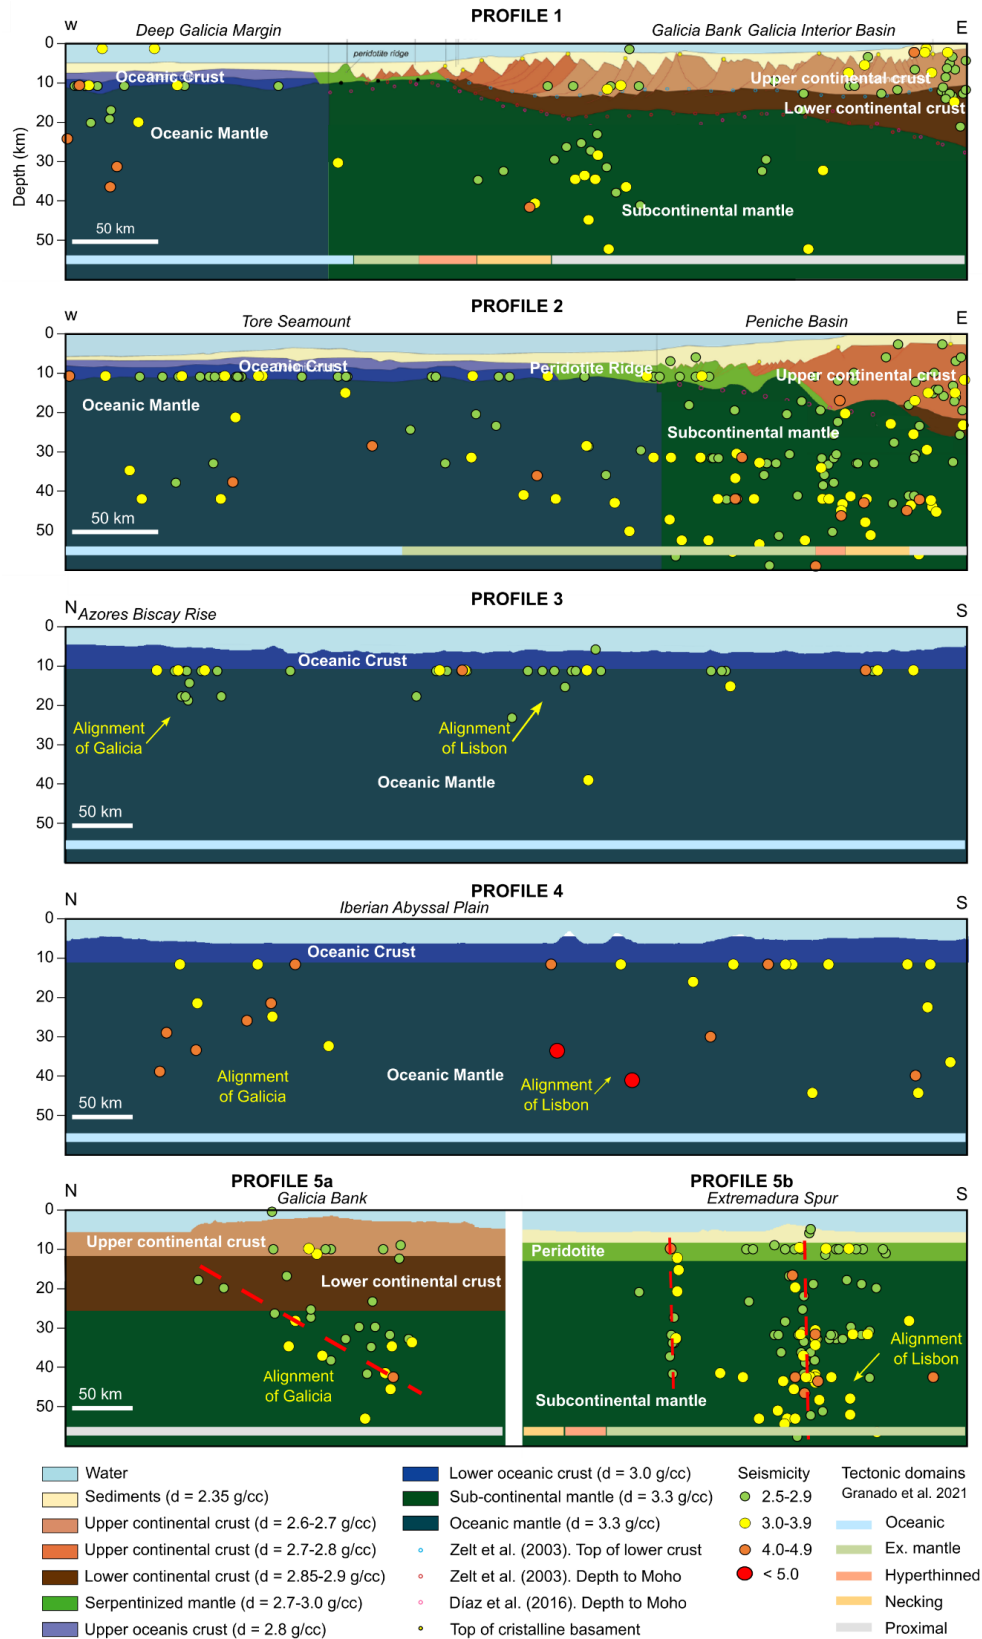 PROFILE 1
W
Deep Galicia Margin
Galicia Bank
Galicia Interior Basin
E
peridotite ridge
0
10
20
30
40
50
Depth (km)
Oceanic Crust
Upper continental crust
Lower continental crust
Oceanic Mantle
Subcontinental mantle
50 km
PROFILE 2
W
Tore Seamount
Peniche Basin
E
0
10
20
30
40
50
Oceanic Crust
Peridotite Ridge
Upper continental crust
Oceanic Mantle
Subcontinental mantle
50 km
PROFILE 3
N
Azores Biscay Rise
S
0
10
20
30
40
50
Oceanic Crust
Alignment
of Galicia
Alignment
of Lisbon
Oceanic Mantle
50 km
PROFILE 4
N
Iberian Abyssal Plain
S
0
10
20
30
40
50
Oceanic Crust
Alignment
of Galicia
Oceanic Mantle
Alignment
of Lisbon
50 km
PROFILE 5a
PROFILE 5b
N
Galicia Bank
Extremadura Spur
S
0
10
20
30
40
50
Upper continental crust
Peridotite
Lower continental crust
Alignment
of Galicia
Alignment
of Lisbon
Subcontinental mantle
50 km
Water
Sediments (d = 2.35 g/cc)
Upper continental crust (d = 2.6-2.7 g/cc)
Upper continental crust (d = 2.7-2.8 g/cc)
Lower continental crust (d = 2.85-2.9 g/cc)
Serpentinized mantle (d = 2.7-3.0 g/cc)
Upper oceanis crust (d = 2.8 g/cc)
Lower oceanic crust (d = 3.0 g/cc)
Sub-continental mantle (d = 3.3 g/cc)
Oceanic mantle (d = 3.3 g/cc)
Zelt et al. (2003). Top of lower crust
Zelt et al. (2003). Depth to Moho
Díaz et al. (2016). Depth to Moho
Top of cristalline basament
Seismicity
2.5-2.9
3.0-3.9
4.0-4.9
< 5.0
Tectonic domains
Granado et al. 2021
Oceanic
Ex. mantle
Hyperthinned
Necking
Proximal